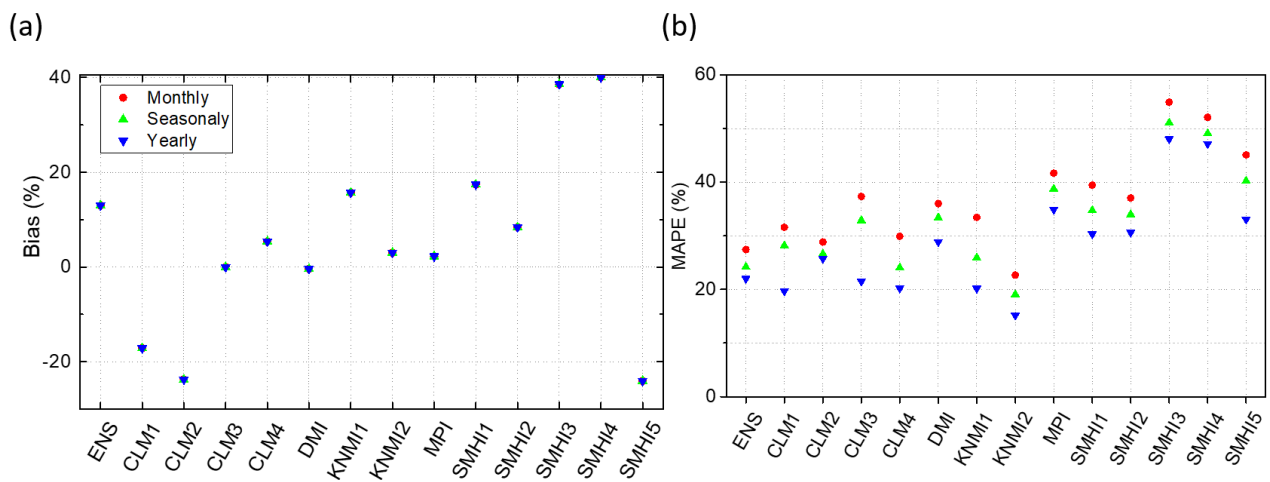 (a)
Bias (%)
40
20
0
-20
Monthly
Seasonaly
Yearly
ENS
CLM1
CLM2
CLM3
CLM4
DMI
KNMI1
KNMI2
MPI
SMHI1
SMHI2
SMHI3
SMHI4
SMHI5
(b)
MAPE (%)
60
40
20
0
ENS
CLM1
CLM2
CLM3
CLM4
DMI
KNMI1
KNMI2
MPI
SMHI1
SMHI2
SMHI3
SMHI4
SMHI5